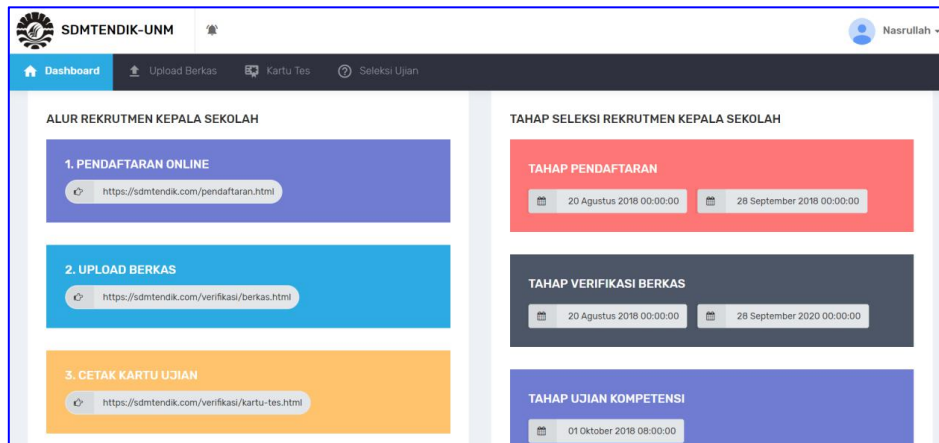 SDMTENDIK-UNM
Nasrullah
Dashboard
Upload Berkas
Kartu Tes
Seleksi Ujian
ALUR REKRUTMEN KEPALA SEKOLAH
1. PENDAFTARAN ONLINE
https://sdmtendik.com/pendaftaran.html
2. UPLOAD BERKAS
https://sdmtendik.com/verifikasi/berkas.html
3. CETAK KARTU UJIAN
https://sdmtendik.com/verifikasi/kartu-tes.html
TAHAP SELEKSI REKRUTMEN KEPALA SEKOLAH
TAHAP PENDAFTARAN
20 Agustus 2018 00:00:00
28 September 2018 00:00:00
TAHAP VERIFIKASI BERKAS
20 Agustus 2018 00:00:00
28 September 2020 00:00:00
TAHAP UJIAN KOMPETENSI
01 Oktober 2018 08:00:00